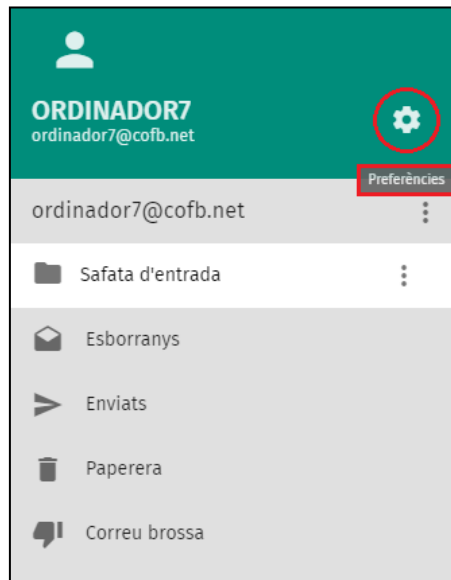 ORDINADOR7
ordinador7@cofb.net
Preferències
ordinador7@cofb.net
Safata d'entrada
Esborranys
Enviats
Paperera
Correu brossa